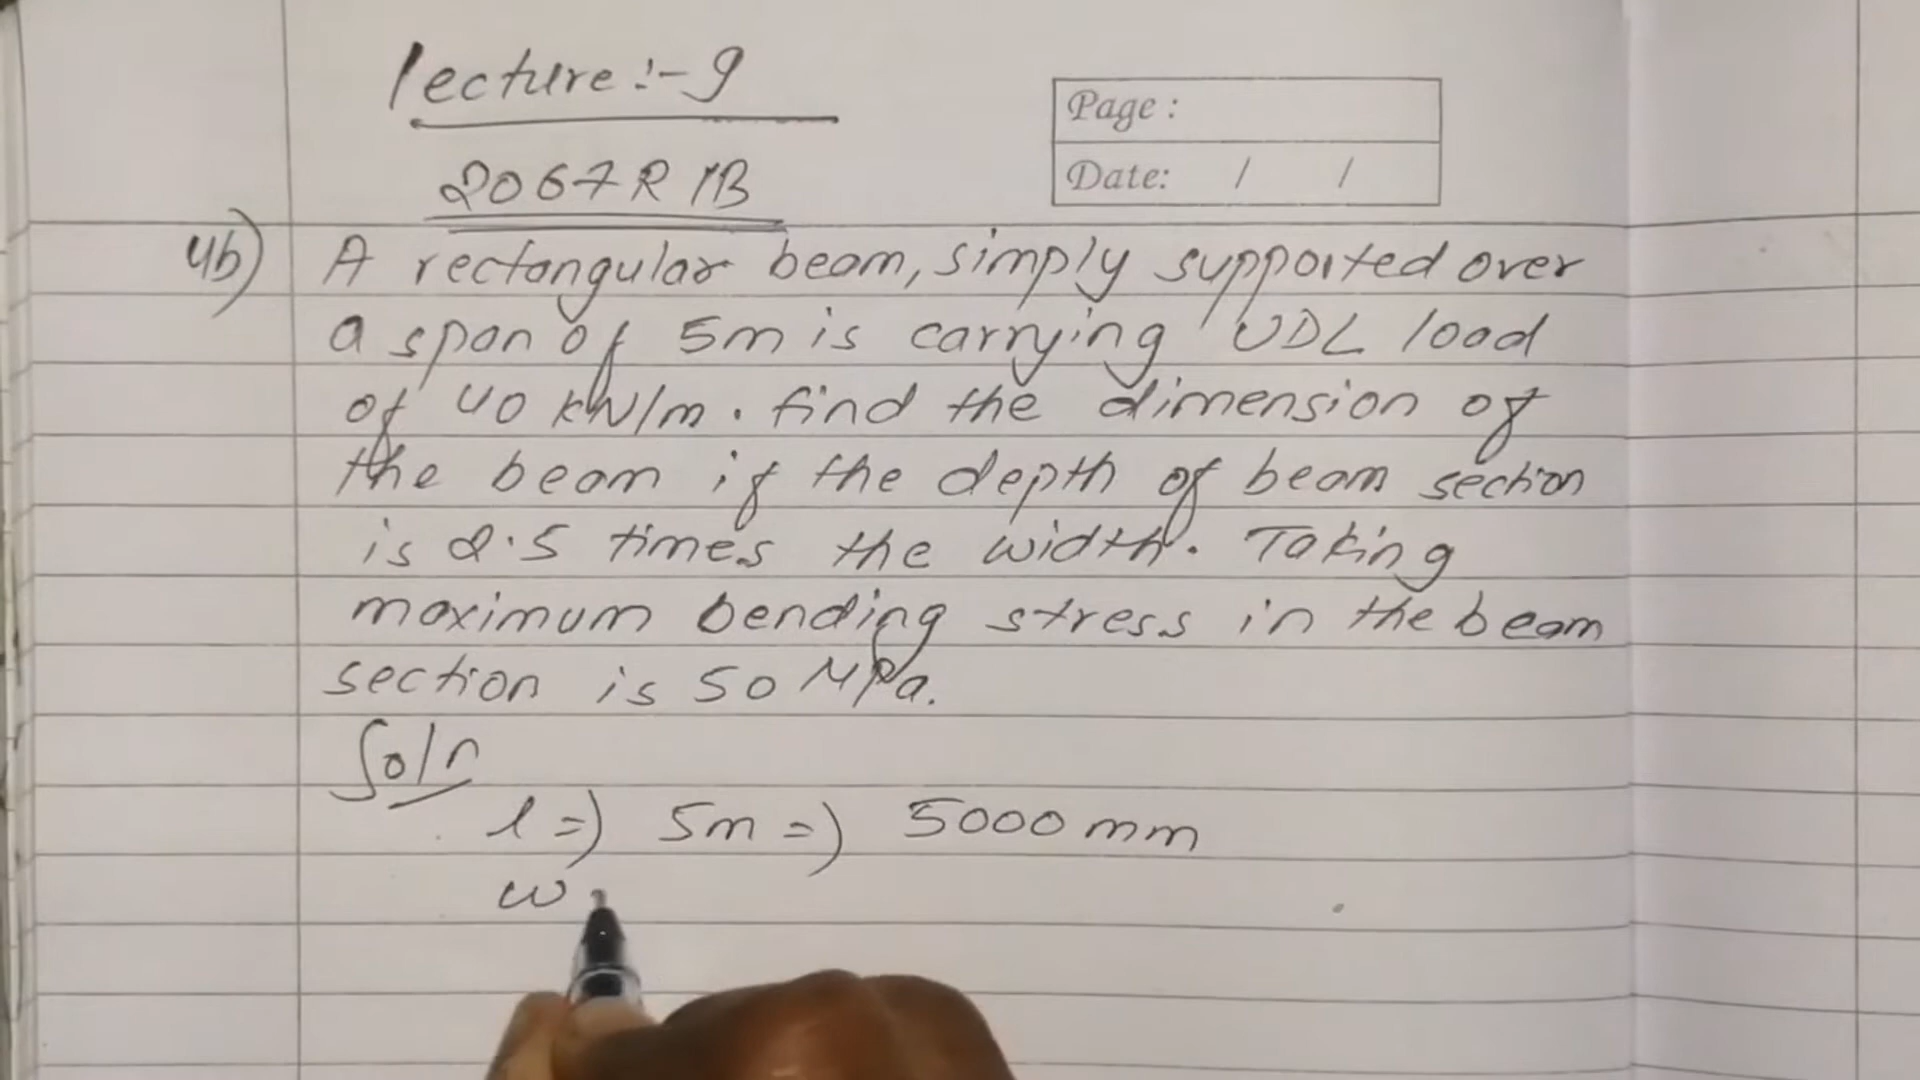 lecture :- 9
Page :
Date: / /
2067 R/B
4b) A rectangular beam, simply supported over
a span of 5m is carrying UDL load
of 40 kN/m. find the dimension of
the beam if the depth of beam section
is 2.5 times the width. Taking
maximum bending stress in the beam
section is 50 MPa.
Soln
l => 5m => 5000 mm
w